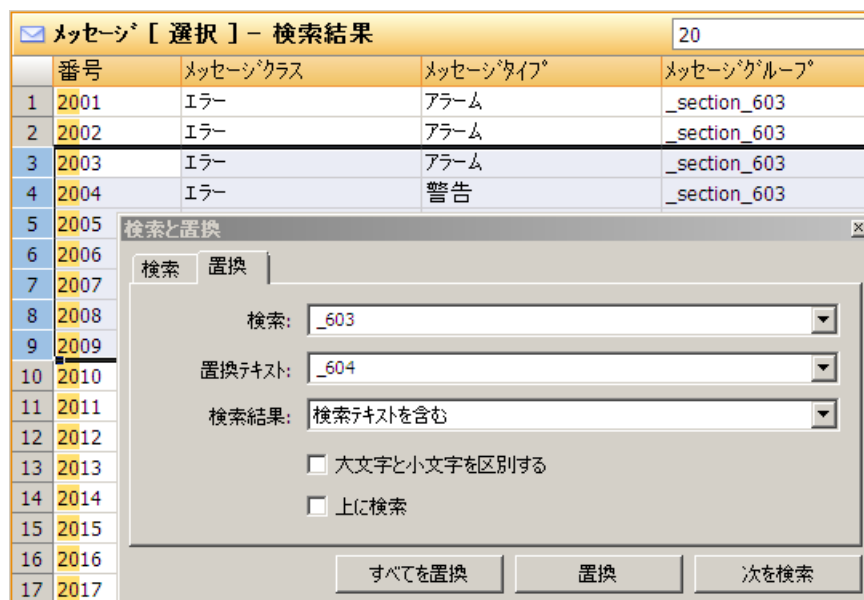 メッセージ [ 選択 ] - 検索結果 20
番号 メッセージクラス メッセージタイプ メッセージグループ
1 2001 エラー アラーム _section_603
2 2002 エラー アラーム _section_603
3 2003 エラー アラーム _section_603
4 2004 エラー 警告 _section_603
5 2005
検索と置換
6 2006
検索 置換
7 2007
8 2008
検索: _603
9 2009
10 2010
置換テキスト: _604
11 2011
検索結果: 検索テキストを含む
12 2012
13 2013
大文字と小文字を区別する
14 2014
上に検索
15 2015
16 2016
すべてを置換 置換 次を検索
17 2017